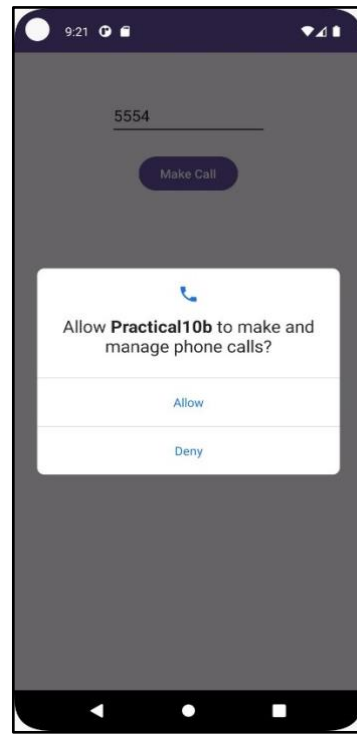 9:21
5554
Make Call
Allow Practical10b to make and
manage phone calls?
Allow
Deny